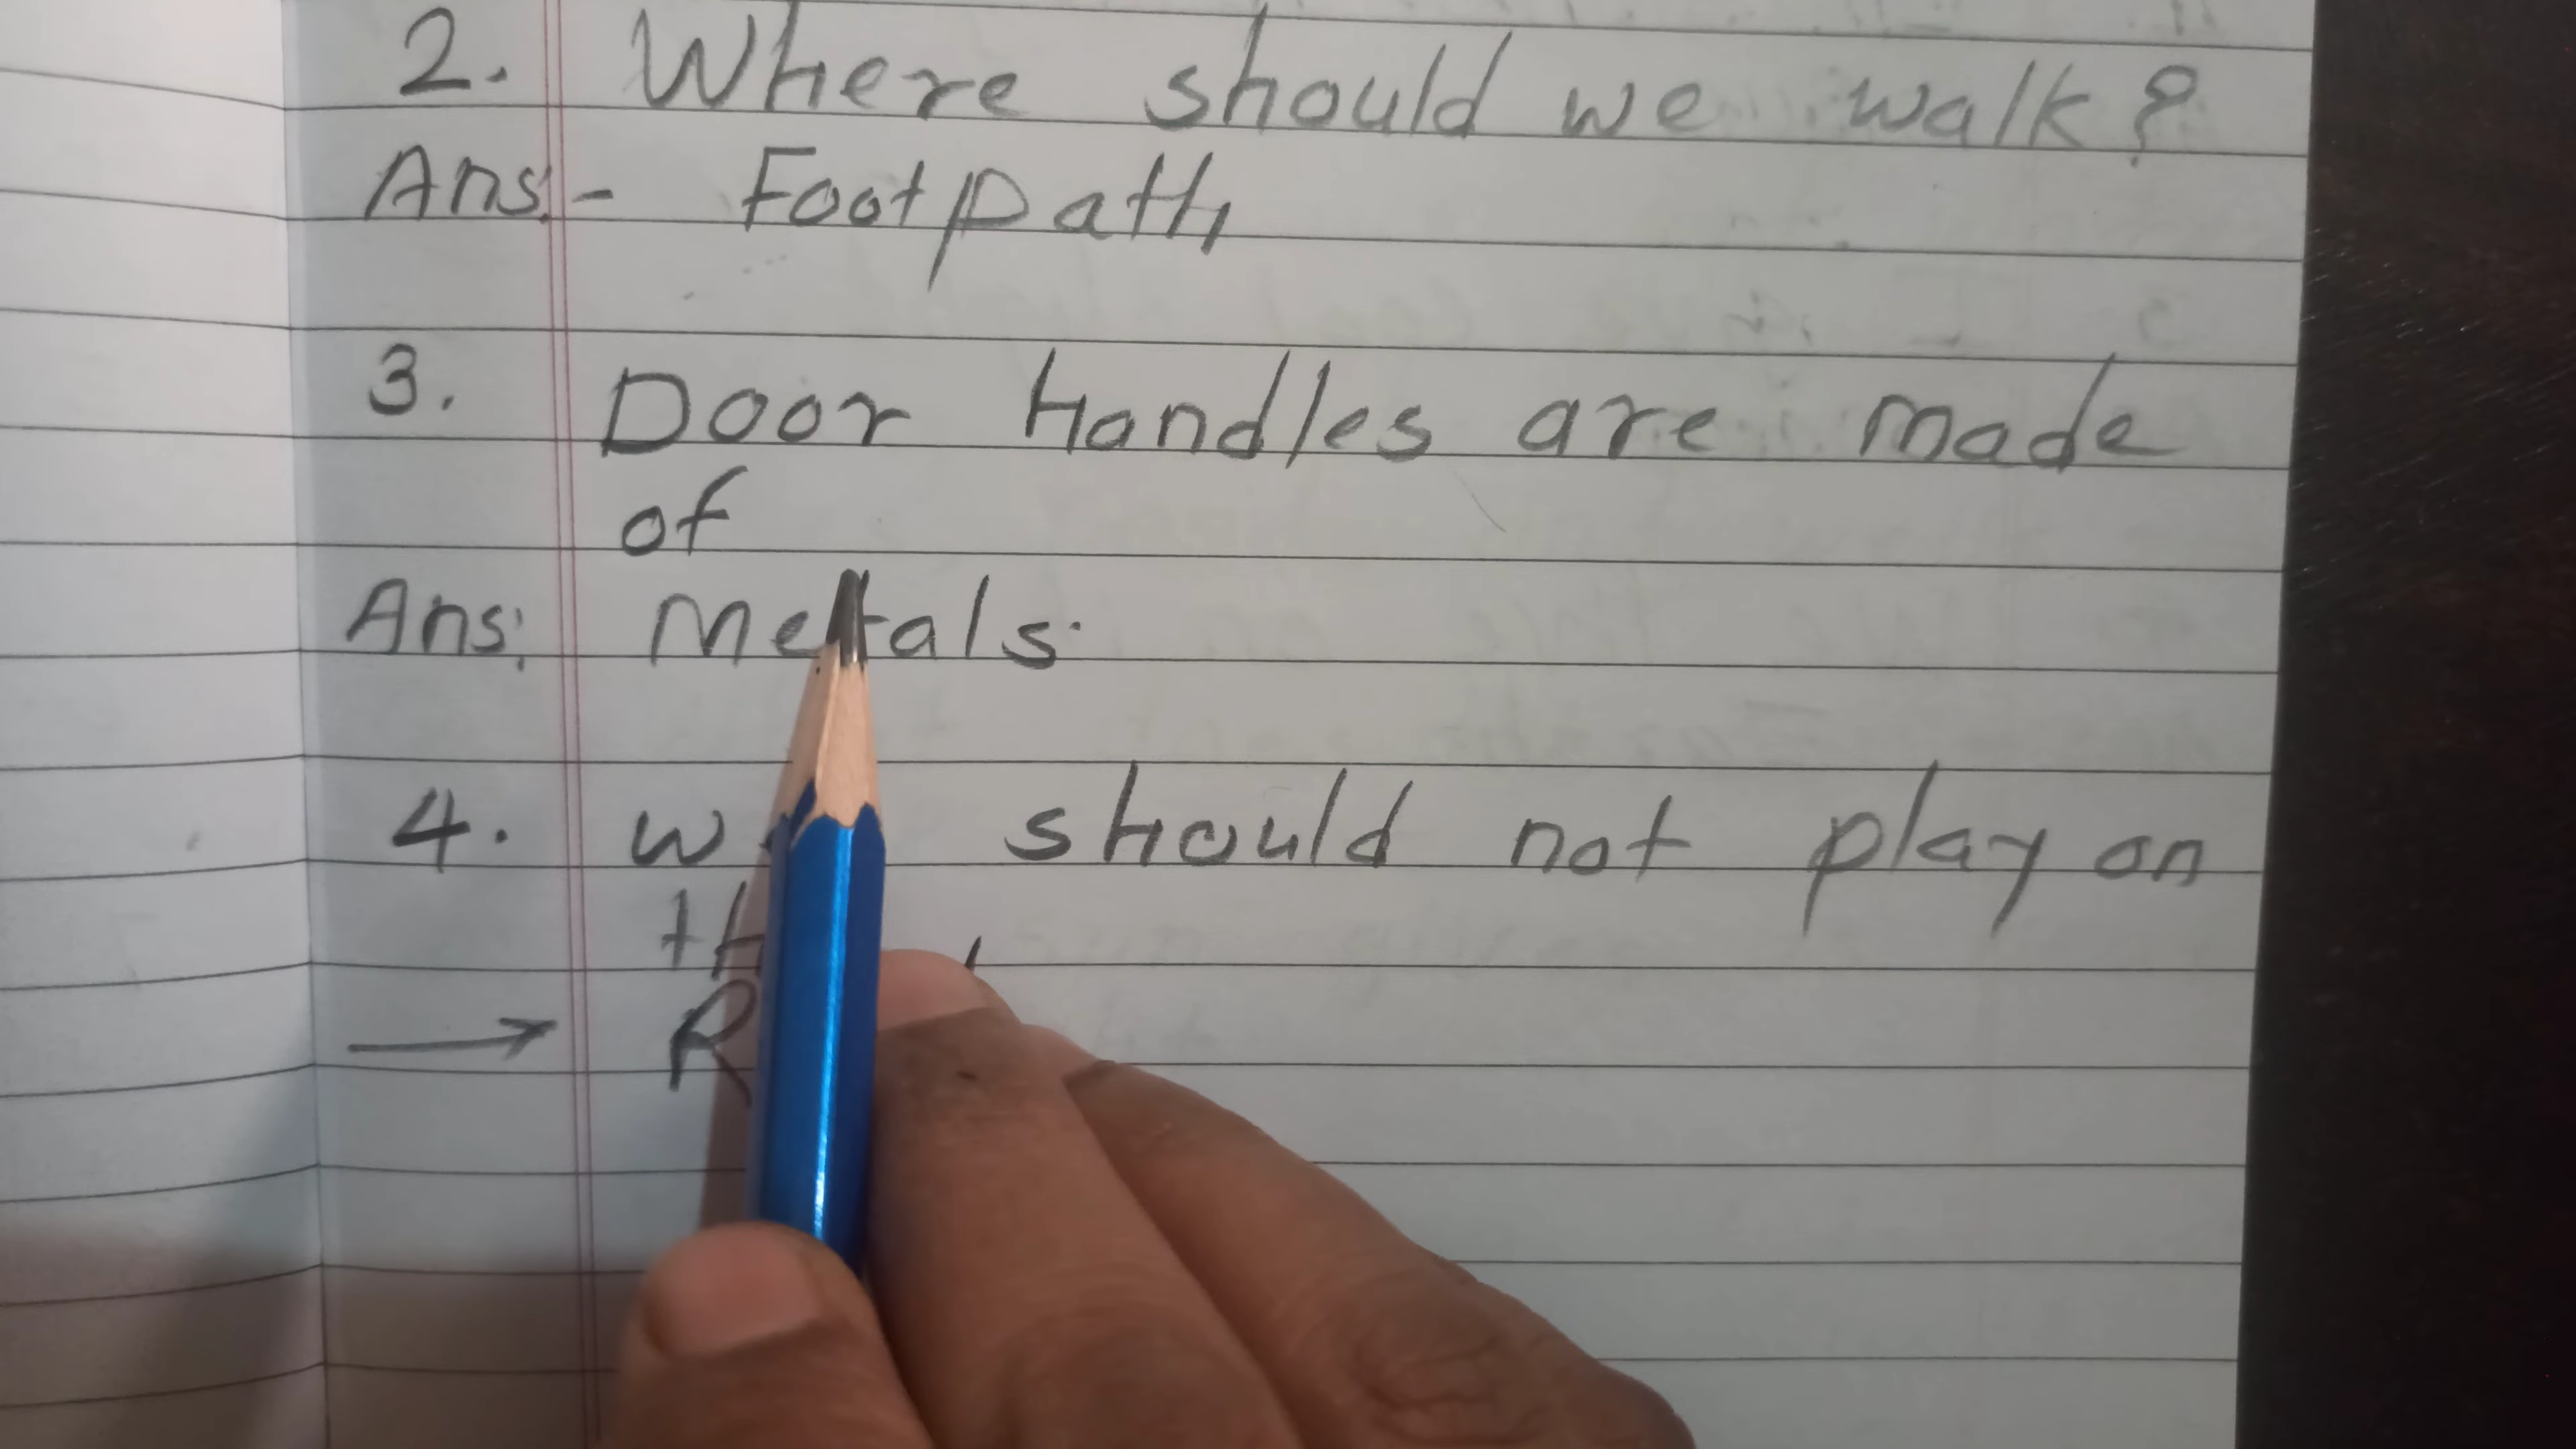 2. Where should we walk?
Ans:- Footpath
3. Door Handles are made
of
Ans: Metals.
4. should not play on